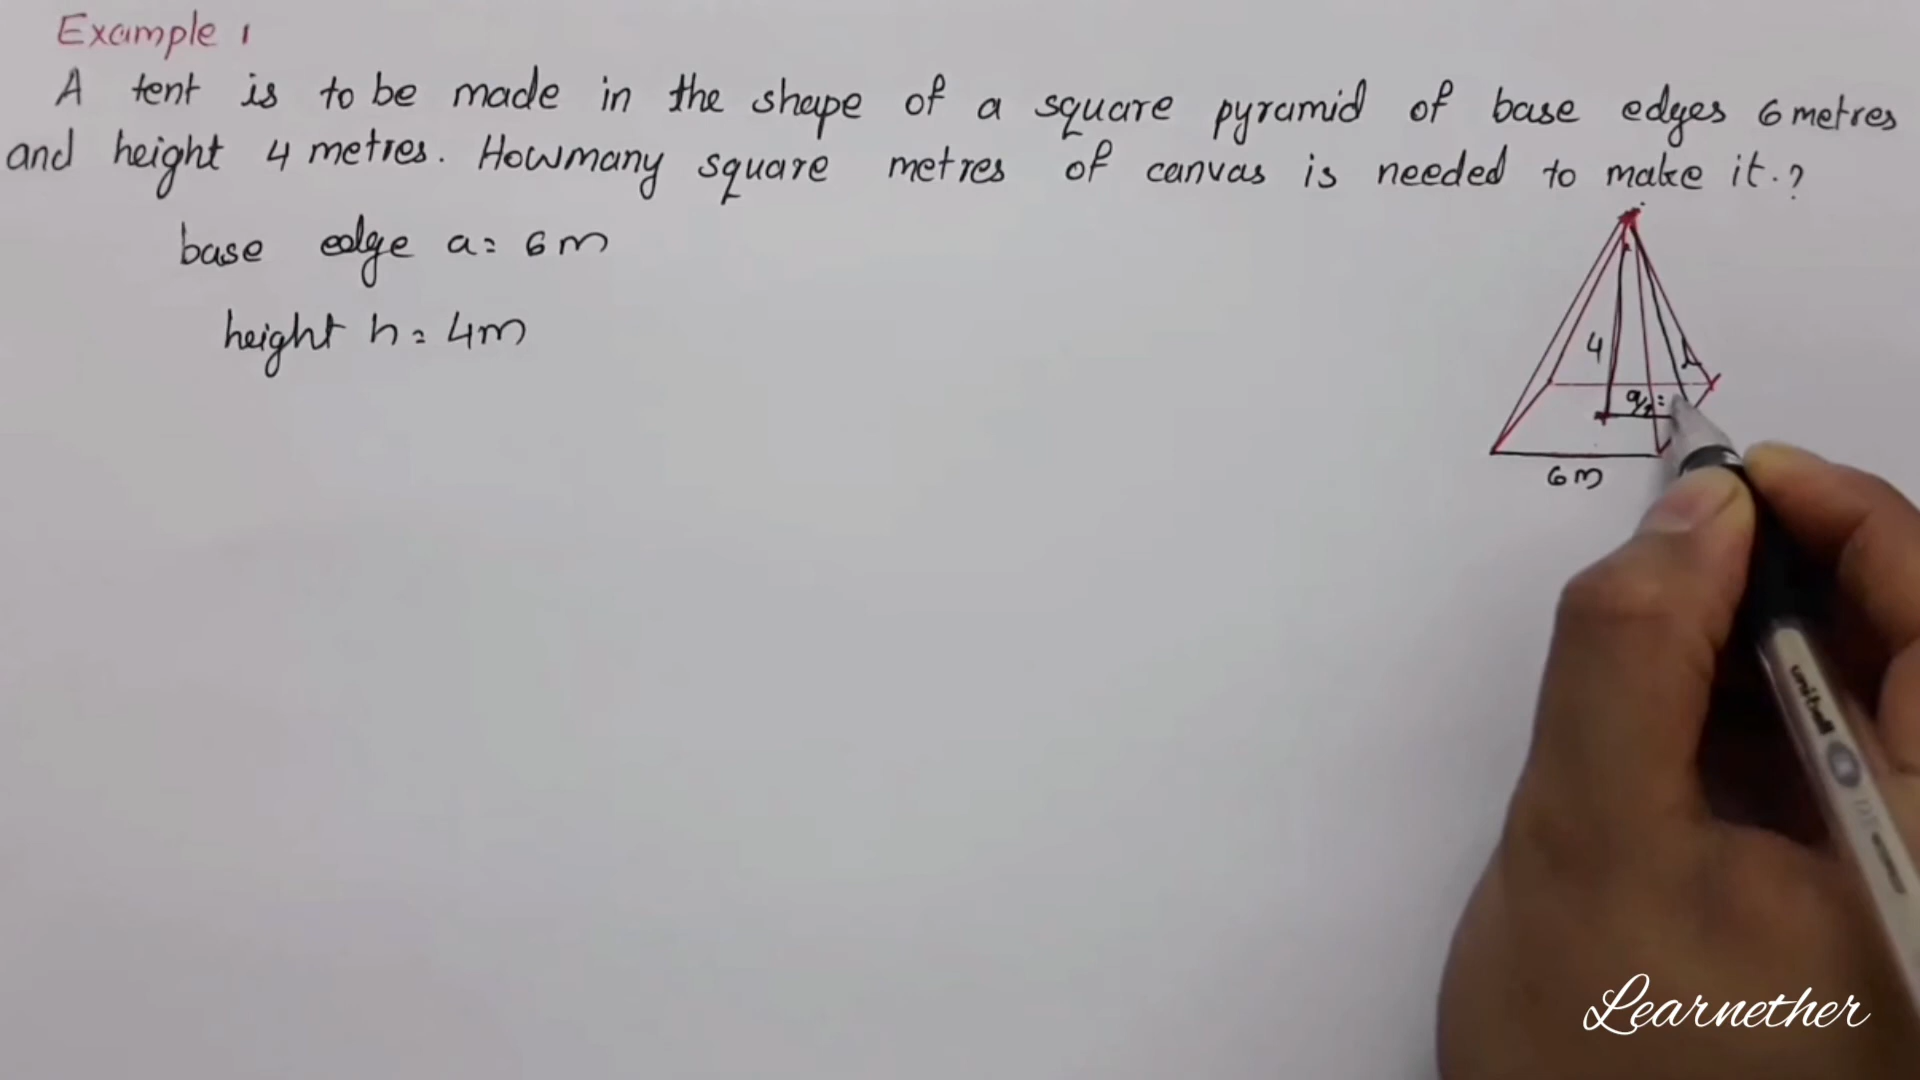 Example 1
A tent is to be made in the shape of a square pyramid of base edges 6 metres
and height 4 metres. Howmany square metres of canvas is needed to make it.?
base edge a = 6 m
height h = 4m
4
l
a/2 =
6 m
uniball
Learnether